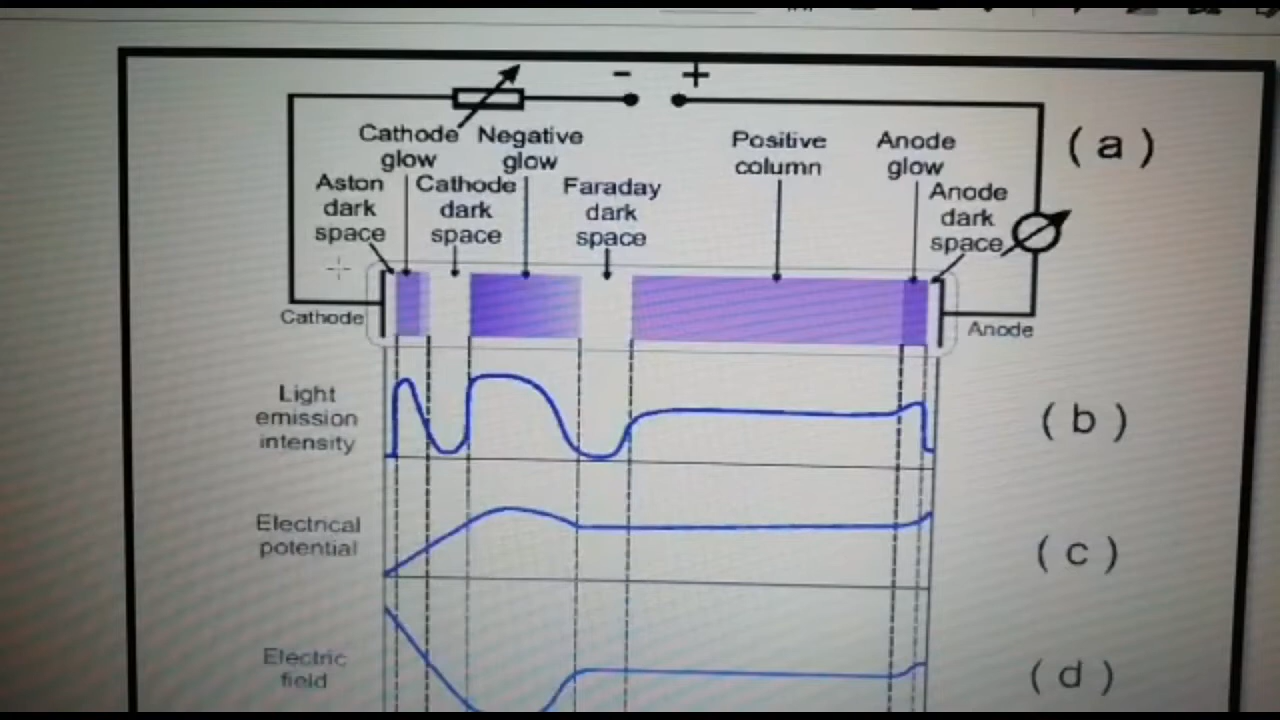 - +
Cathode Negative
glow glow
Positive
column
Anode
glow
( a )
Aston
dark
space
Cathode
dark
space
Faraday
dark
space
Anode
dark
space
Cathode
Anode
Light
emission
intensity
( b )
Electrical
potential
( c )
Electric
field
( d )